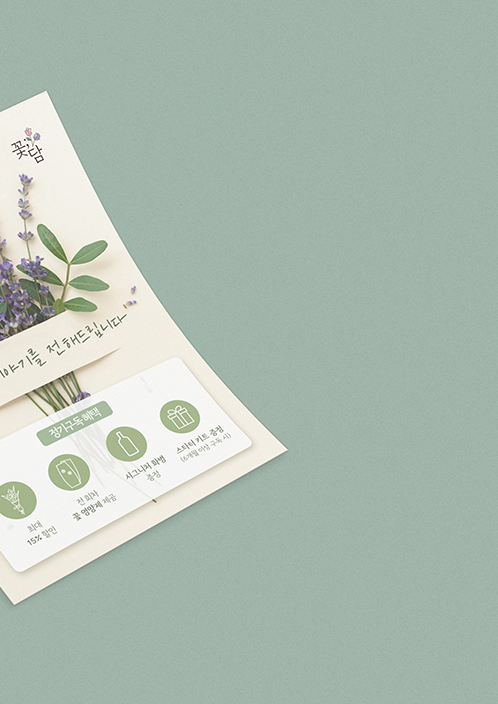 꽃,담
야기를 전해드립니다
정기구독 혜택
최대
15% 할인
전 회차
꽃 영양제 제공
시그니처 화병
증정
스타터 키트 증정
(6개월 이상 구독 시)